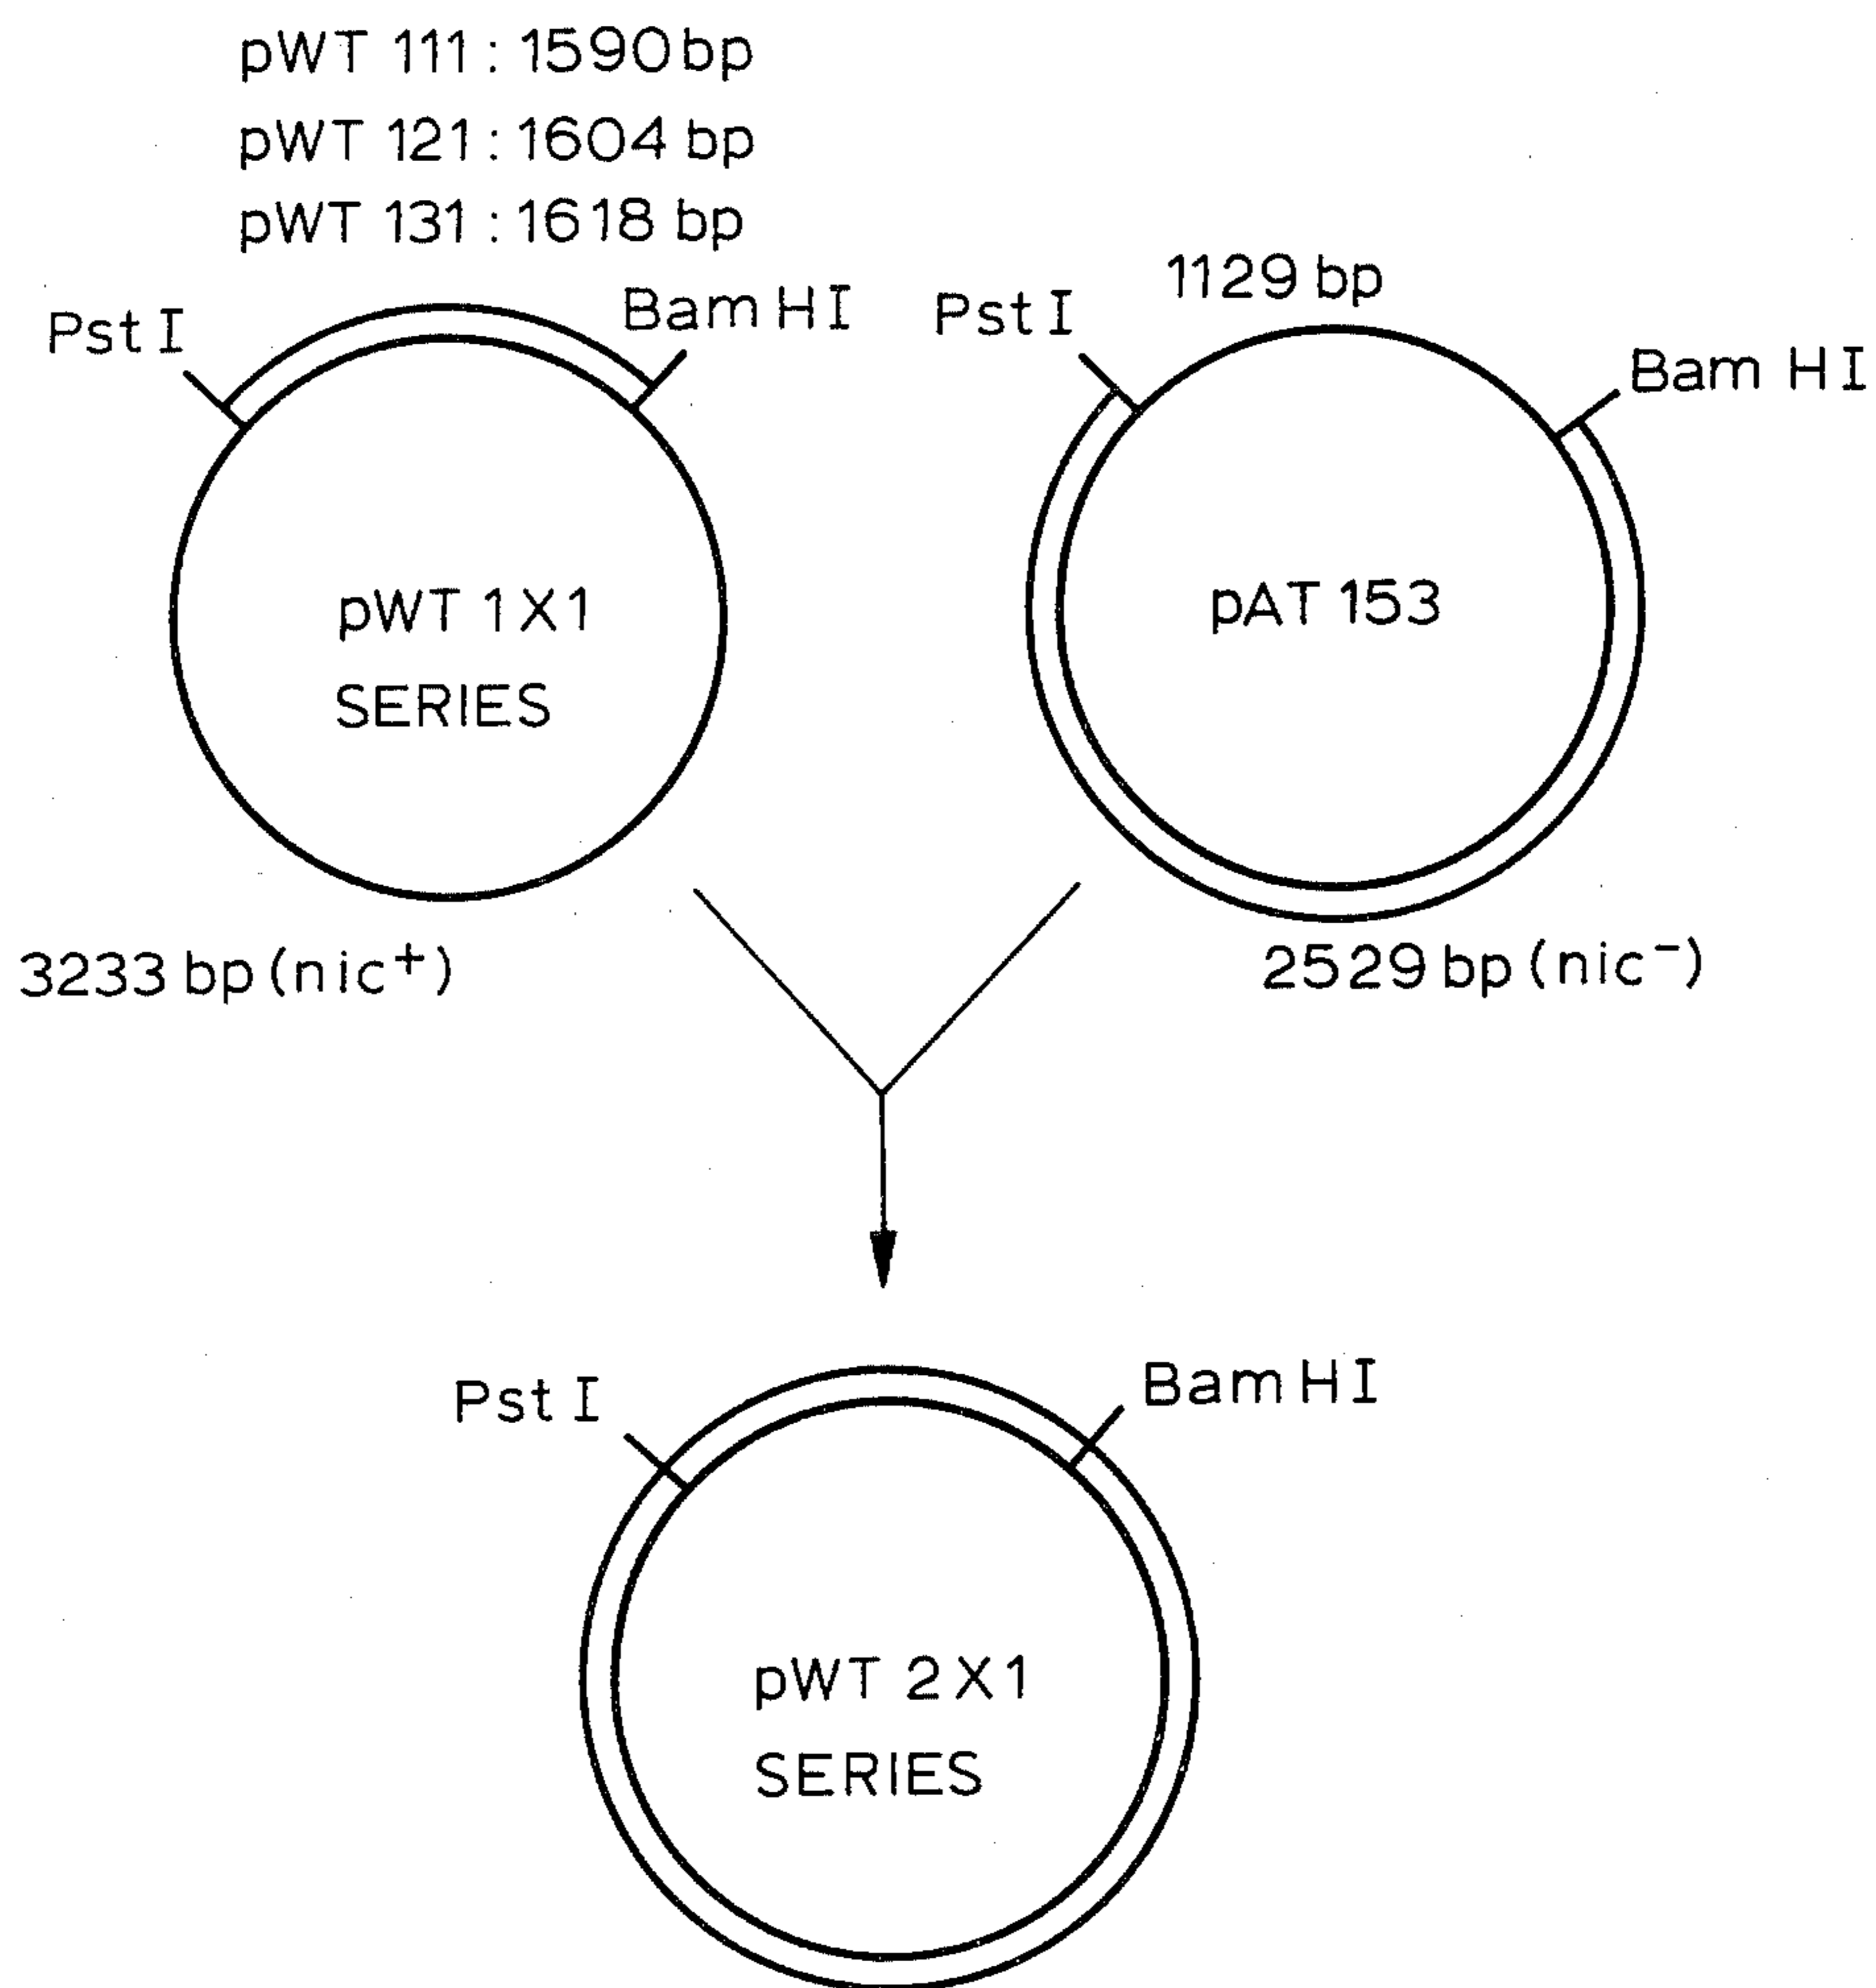 pWT 111 : 1590 bp
pWT 121 : 1604 bp
pWT 131 : 1618 bp
Pst I
Bam HI
Pst I
1129 bp
Bam HI
pWT 1X1
SERIES
pAT 153
3233 bp (nic⁺)
2529 bp (nic⁻)
Pst I
Bam HI
pWT 2X1
SERIES